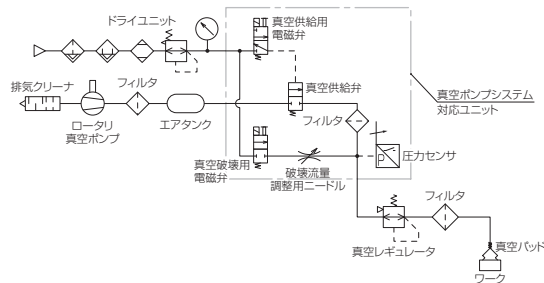 ドライユニット
真空供給用
電磁弁
排気クリーナ
フィルタ
真空供給弁
真空ポンプシステム
対応ユニット
ロータリ
真空ポンプ
エアタンク
フィルタ
圧力センサ
P
真空破壊用
電磁弁
破壊流量
調整用ニードル
フィルタ
真空レギュレータ
真空パッド
ワーク